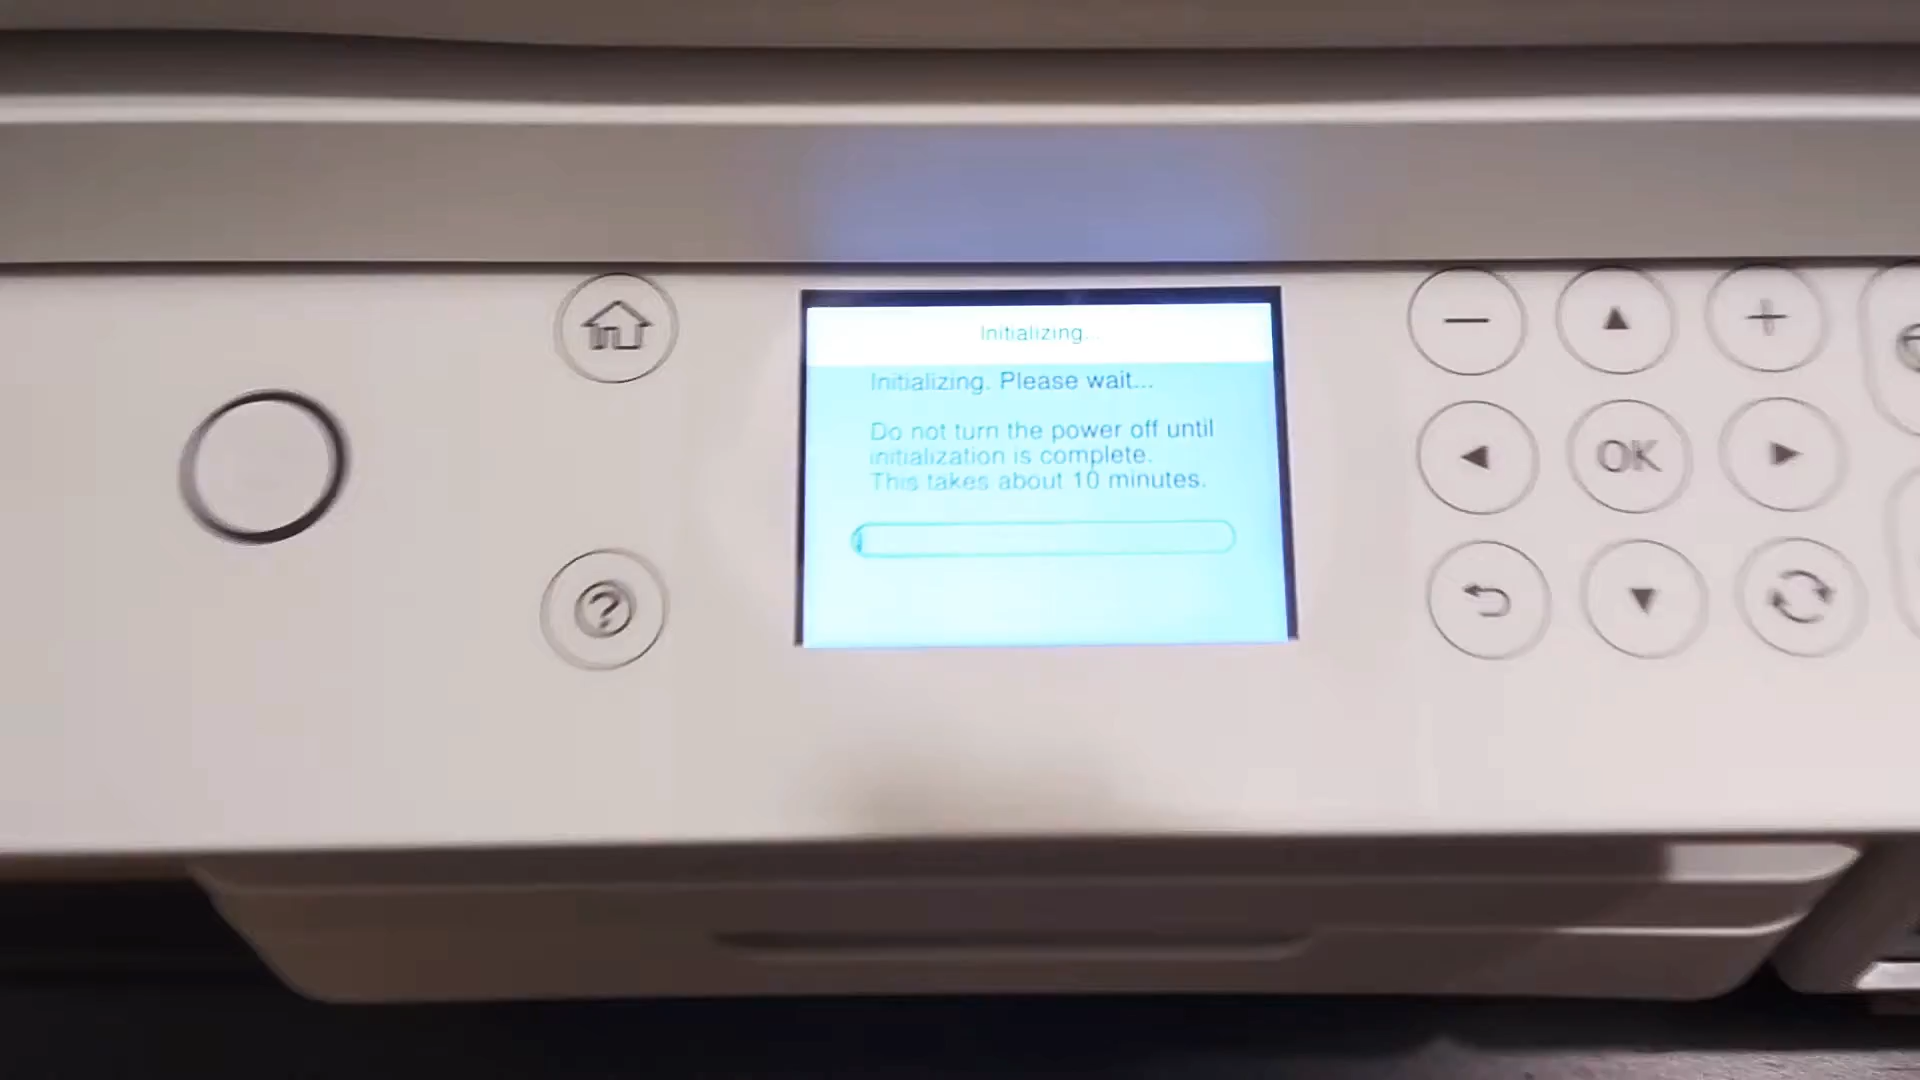 Initializing...
Initializing. Please wait...
Do not turn the power off until
initialization is complete.
This takes about 10 minutes.
OK